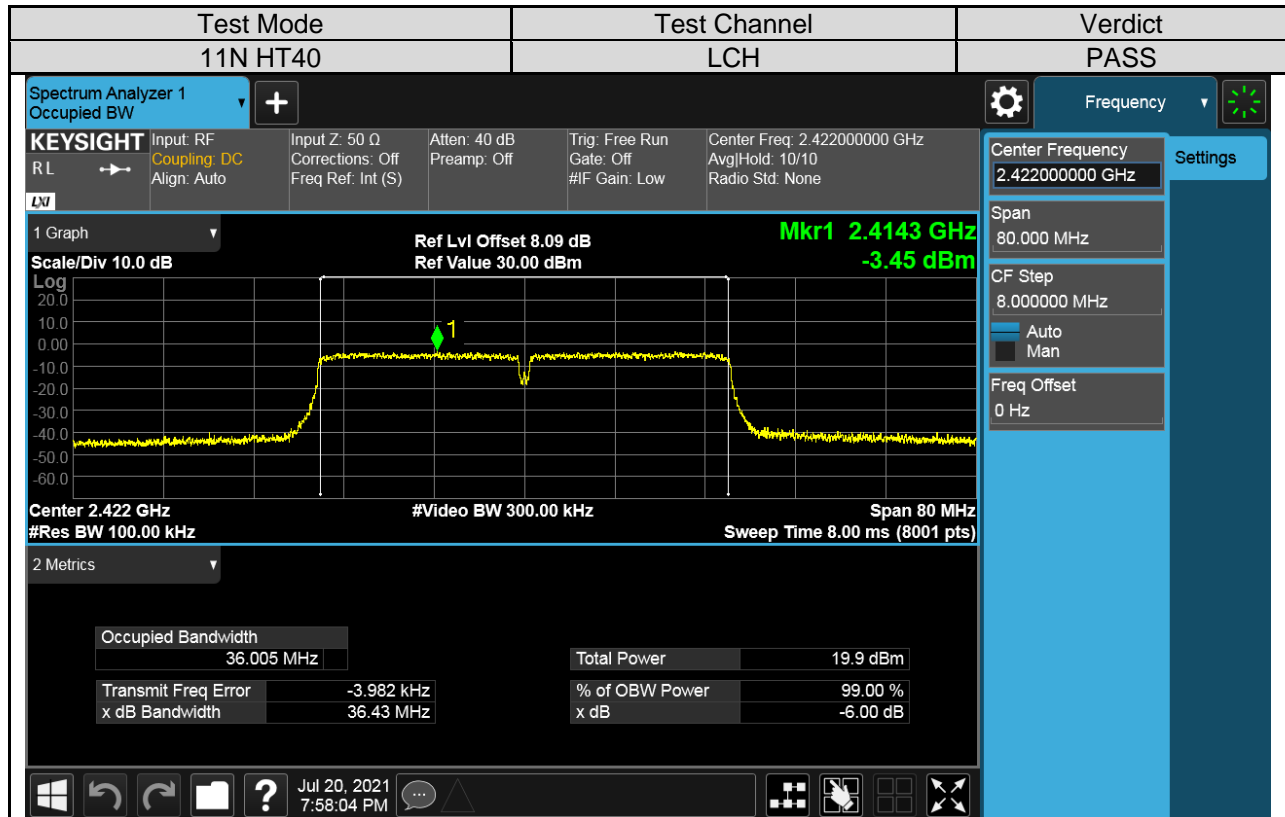 Test Mode Test Channel Verdict
11N HT40 LCH PASS
Spectrum Analyzer 1
Occupied BW
+
Frequency
KEYSIGHT Input: RF Input Z: 50 Ω Atten: 40 dB Trig: Free Run Center Freq: 2.422000000 GHz
RL Coupling: DC Corrections: Off Preamp: Off Gate: Off Avg|Hold: 10/10
Align: Auto Freq Ref: Int (S) #IF Gain: Low Radio Std: None
LXI
Center Frequency
2.422000000 GHz
Settings
Span
80.000 MHz
CF Step
8.000000 MHz
Auto
Man
Freq Offset
0 Hz
1 Graph
Ref Lvl Offset 8.09 dB
Mkr1 2.4143 GHz
Scale/Div 10.0 dB Ref Value 30.00 dBm -3.45 dBm
Log
20.0
10.0
0.00
-10.0
-20.0
-30.0
-40.0
-50.0
-60.0
1
Center 2.422 GHz #Video BW 300.00 kHz Span 80 MHz
#Res BW 100.00 kHz Sweep Time 8.00 ms (8001 pts)
2 Metrics
Occupied Bandwidth
36.005 MHz
Total Power 19.9 dBm
Transmit Freq Error -3.982 kHz % of OBW Power 99.00 %
x dB Bandwidth 36.43 MHz x dB -6.00 dB
?
Jul 20, 2021
7:58:04 PM